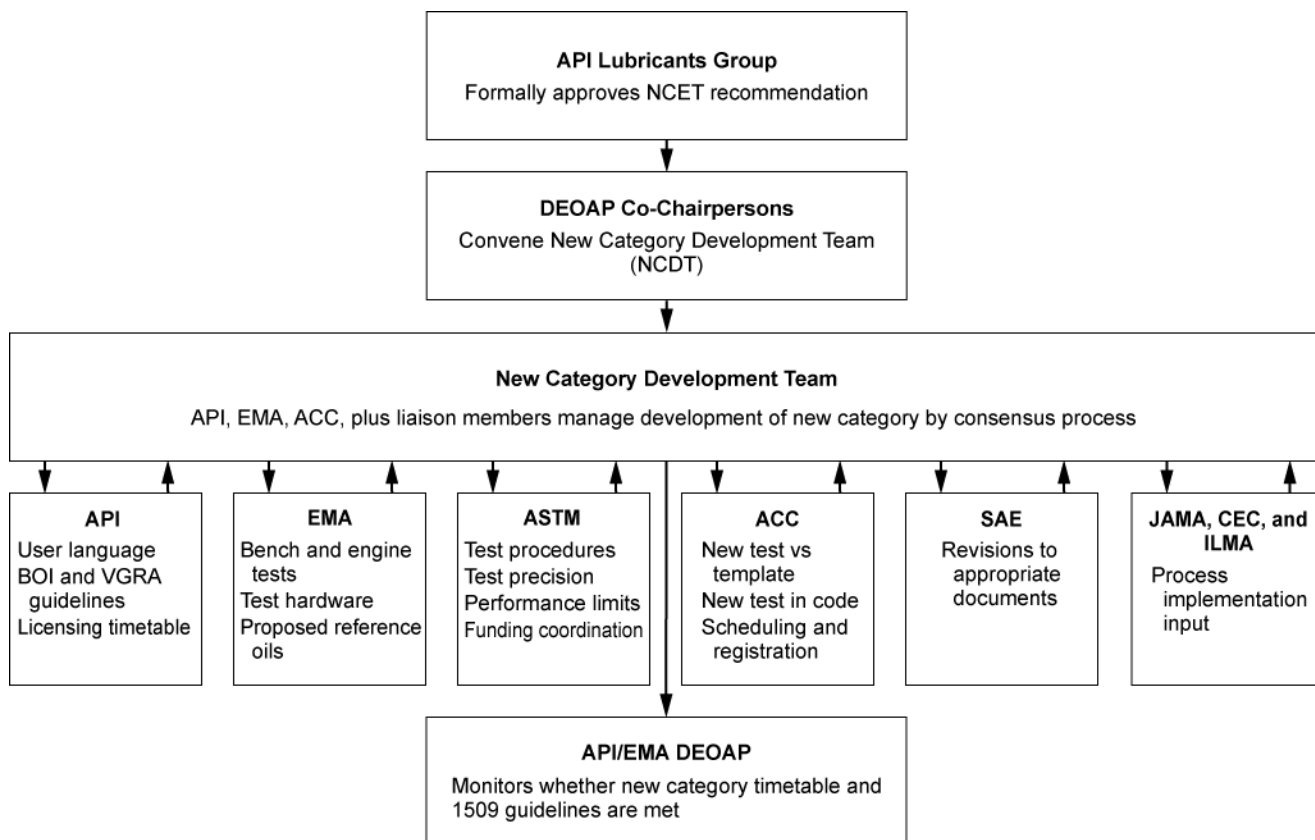 API Lubricants Group
Formally approves NCET recommendation
DEOAP Co-Chairpersons
Convene New Category Development Team
(NCDT)
New Category Development Team
API, EMA, ACC, plus liaison members manage development of new category by consensus process
API
User language
BOI and VGRA
guidelines
Licensing timetable
EMA
Bench and engine
tests
Test hardware
Proposed reference
oils
ASTM
Test procedures
Test precision
Performance limits
Funding coordination
ACC
New test vs
template
New test in code
Scheduling and
registration
SAE
Revisions to
appropriate
documents
JAMA, CEC, and
ILMA
Process
implementation
input
API/EMA DEOAP
Monitors whether new category timetable and
1509 guidelines are met